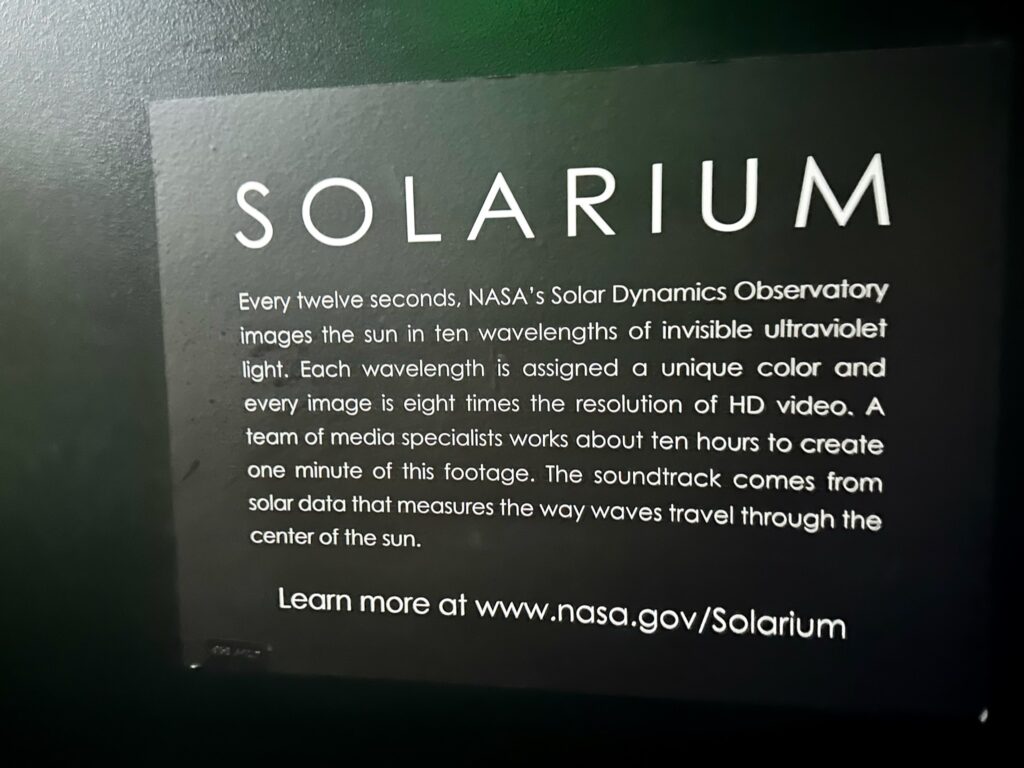 SOLARIUM
Every twelve seconds, NASA's Solar Dynamics Observatory
images the sun in ten wavelengths of invisible ultraviolet
light. Each wavelength is assigned a unique color and
every image is eight times the resolution of HD video. A
team of media specialists works about ten hours to create
one minute of this footage. The soundtrack comes from
solar data that measures the way waves travel through the
center of the sun.
Learn more at www.nasa.gov/Solarium